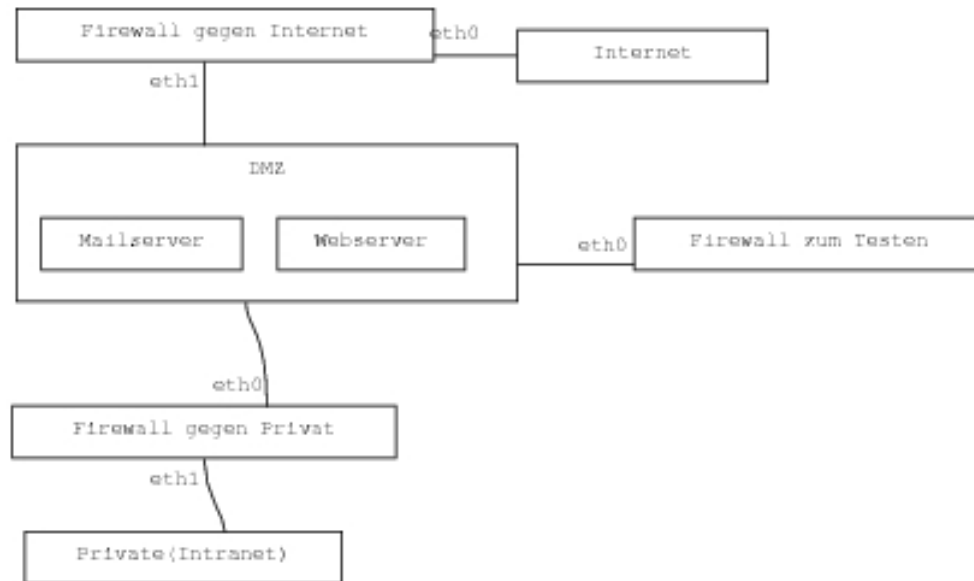 Firewall gegen Internet
eth0
Internet
eth1
DMZ
Mailserver
Webserver
eth0
Firewall zum Testen
eth0
Firewall gegen Privat
eth1
Private(Intranet)